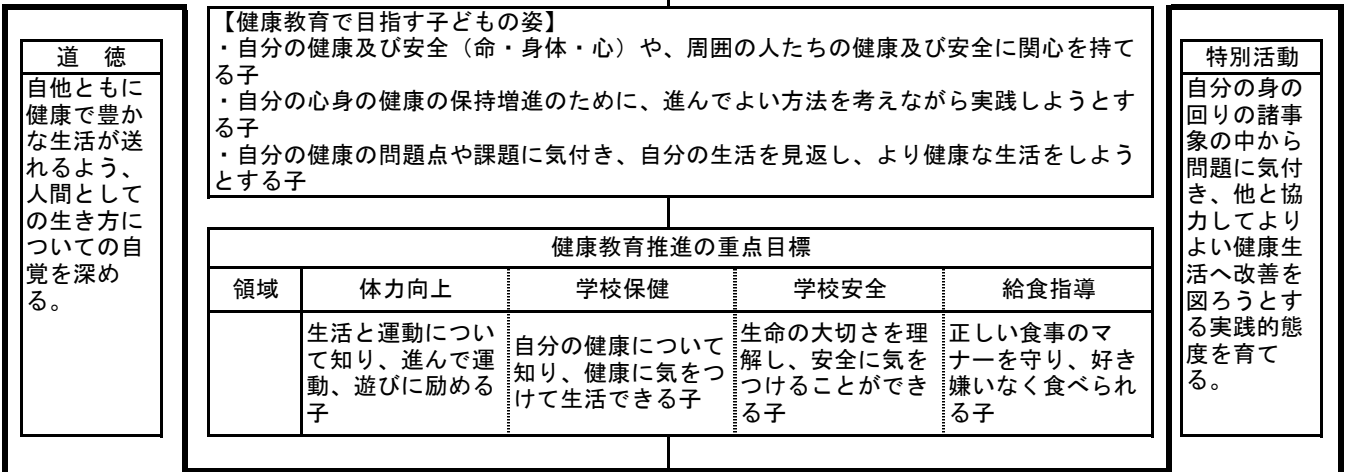 道　徳
自他ともに
健康で豊か
な生活が送
れるよう、
人間として
の生き方に
ついての自
覚を深め
る。
【健康教育で目指す子どもの姿】
・自分の健康及び安全（命・身体・心）や、周囲の人たちの健康及び安全に関心を持て
る子
・自分の心身の健康の保持増進のために、進んでよい方法を考えながら実践しようとす
る子
・自分の健康の問題点や課題に気付き、自分の生活を見返し、より健康な生活をしよう
とする子
健康教育推進の重点目標
領域
体力向上
学校保健
学校安全
給食指導
生活と運動につい
て知り、進んで運
動、遊びに励める
子
自分の健康について
知り、健康に気をつ
けて生活できる子
生命の大切さを理
解し、安全に気を
つけることができ
る子
正しい食事のマ
ナーを守り、好き
嫌いなく食べられ
る子
特別活動
自分の身の
回りの諸事
象の中から
問題に気付
き、他と協
力してより
よい健康生
活へ改善を
図ろうとす
る実践的態
度を育て
る。